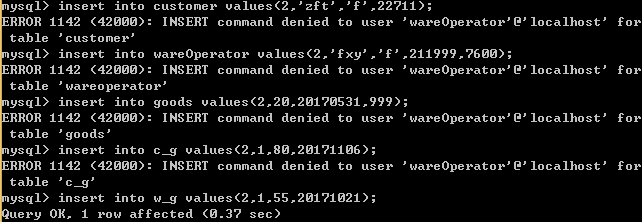 mysql> insert into customer values(2,'zft','f',22711);
ERROR 1142 (42000): INSERT command denied to user 'wareOperator'@'localhost' for
 table 'customer'
mysql> insert into wareOperator values(2,'fxy','f',211999,7600);
ERROR 1142 (42000): INSERT command denied to user 'wareOperator'@'localhost' for
 table 'wareoperator'
mysql> insert into goods values(2,20,20170531,999);
ERROR 1142 (42000): INSERT command denied to user 'wareOperator'@'localhost' for
 table 'goods'
mysql> insert into c_g values(2,1,80,20171106);
ERROR 1142 (42000): INSERT command denied to user 'wareOperator'@'localhost' for
 table 'c_g'
mysql> insert into w_g values(2,1,55,20171021);
Query OK, 1 row affected (0.37 sec)